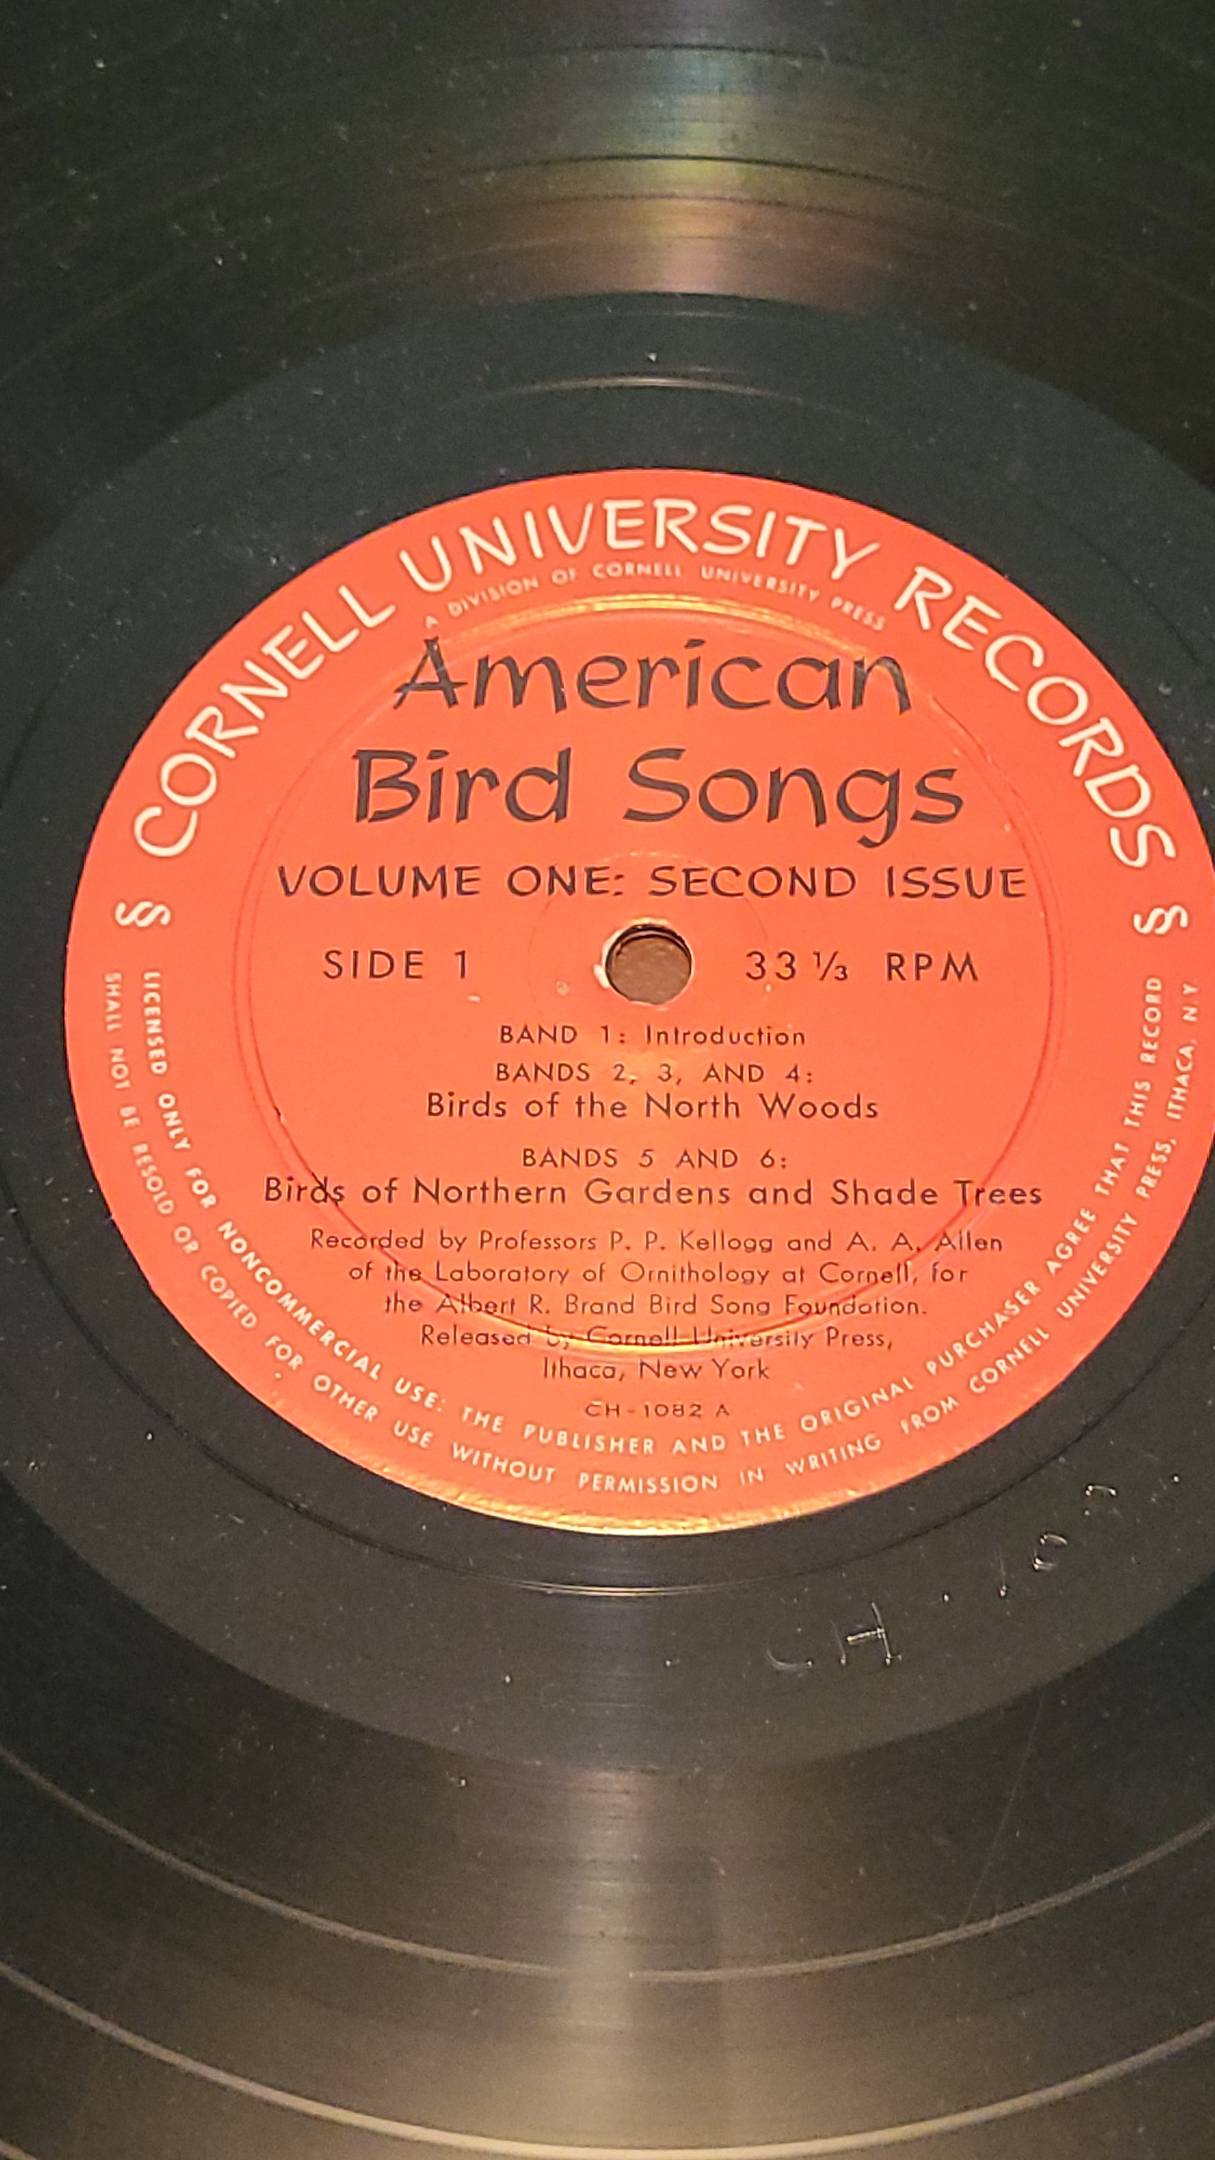 § CORNELL UNIVERSITY RECORDS §
A DIVISION OF CORNELL UNIVERSITY PRESS
American
Bird Songs
VOLUME ONE: SECOND ISSUE
SIDE 1
33 1/3 RPM
BAND 1: Introduction
BANDS 2, 3, AND 4:
Birds of the North Woods
BANDS 5 AND 6:
Birds of Northern Gardens and Shade Trees
Recorded by Professors P. P. Kellogg and A. A. Allen
of the Laboratory of Ornithology at Cornell, for
the Albert R. Brand Bird Song Foundation.
Released by Cornell University Press,
Ithaca, New York
CH-1082 A
LICENSED ONLY FOR NONCOMMERCIAL USE: THE PUBLISHER AND THE ORIGINAL PURCHASER AGREE THAT THIS RECORD
SHALL NOT BE RESOLD OR COPIED FOR OTHER USE WITHOUT PERMISSION IN WRITING FROM CORNELL UNIVERSITY PRESS, ITHACA, N.Y.
CH